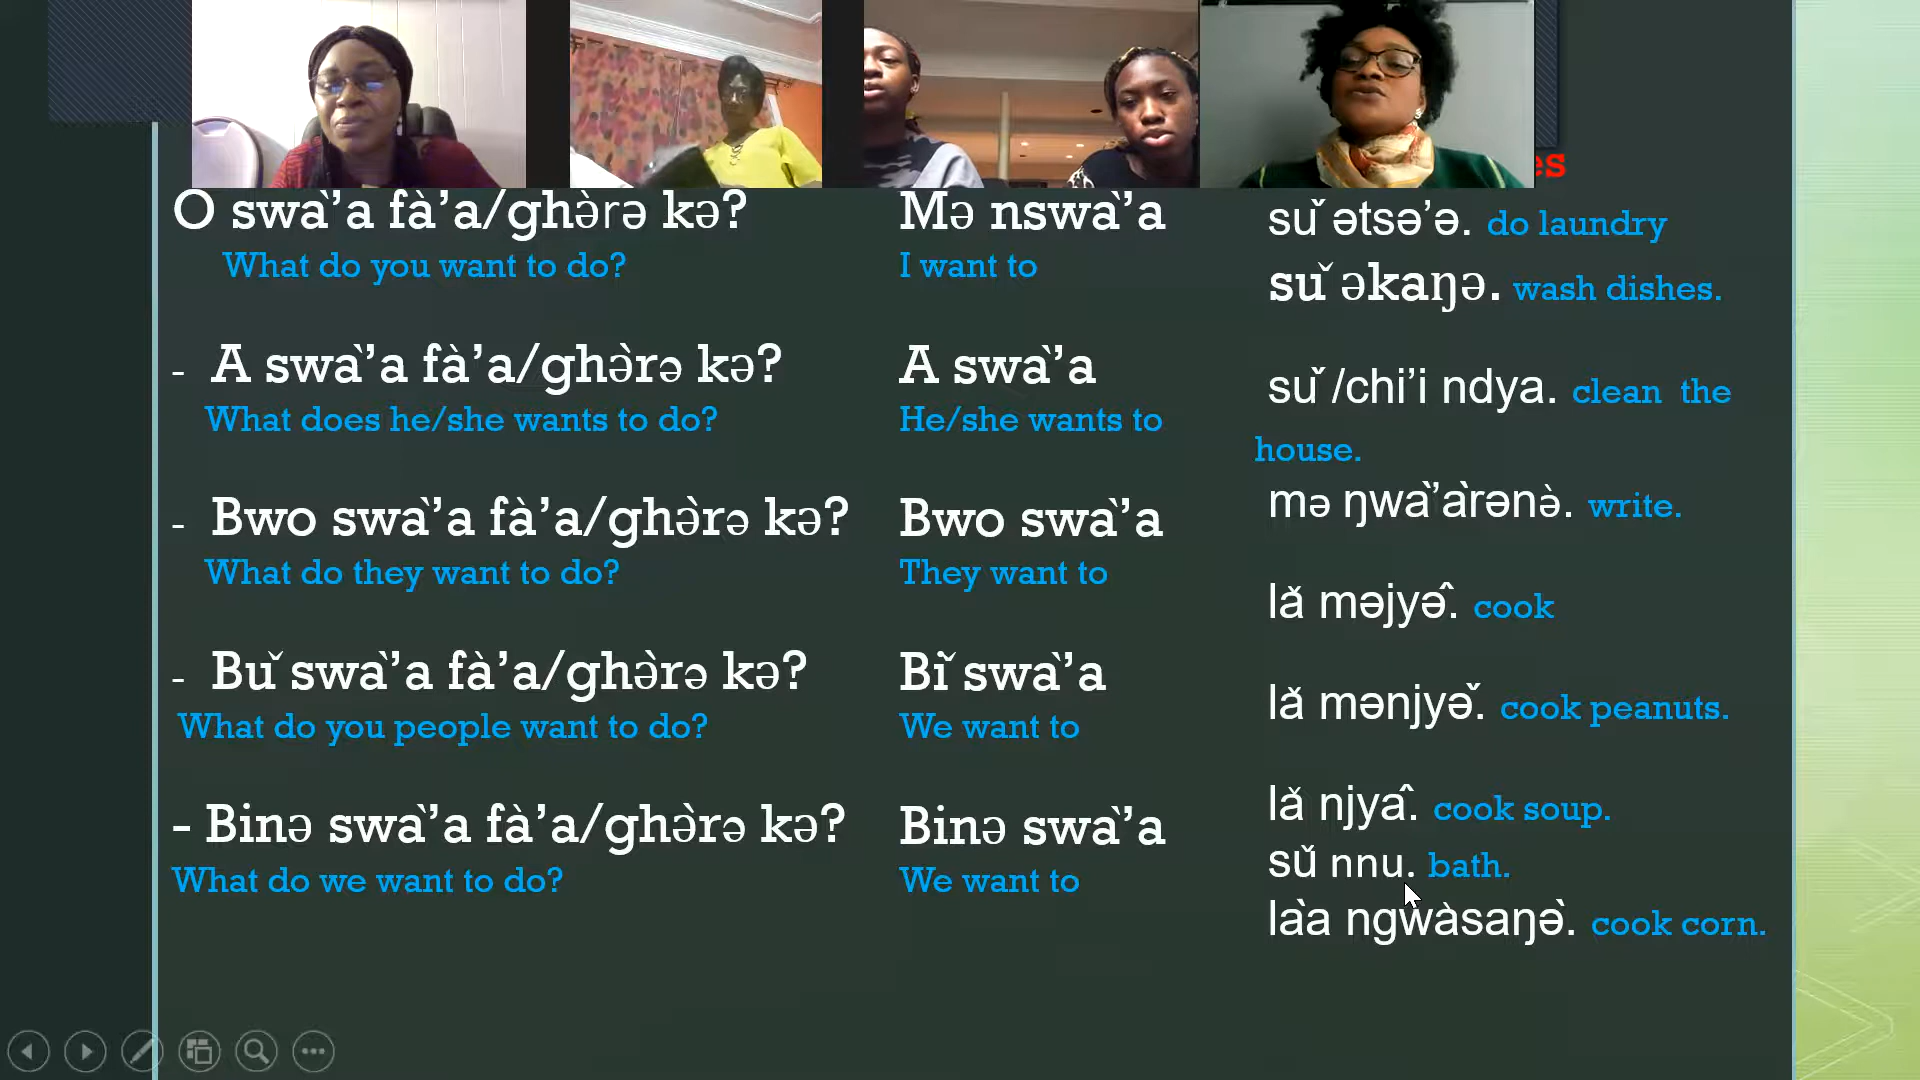 es
O swa᷆’a fà’a/ghə̀rə kə?
What do you want to do?
- A swa᷆’a fà’a/ghə̀rə kə?
What does he/she wants to do?
- Bwo swa᷆’a fà’a/ghə̀rə kə?
What do they want to do?
- Bǔ swa᷆’a fà’a/ghə̀rə kə?
What do you people want to do?
- Binə swa᷆’a fà’a/ghə̀rə kə?
What do we want to do?
Mə nswa᷆’a
I want to
A swa᷆’a
He/she wants to
Bwo swa᷆’a
They want to
Bǐ swa᷆’a
We want to
Binə swa᷆’a
We want to
sǔ ətsə’ə. do laundry
sǔ əkaŋə. wash dishes.
sǔ /chi’i ndya. clean the
house.
mə ŋwà’àrənə̀. write.
lǎ məjyə̂. cook
lǎ mənjyə̌. cook peanuts.
lǎ njyâ. cook soup.
sǔ nnu. bath.
làa ngwàsaŋə̀. cook corn.